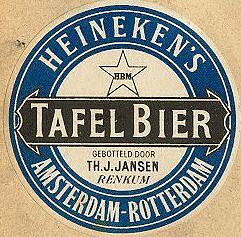 HEINEKEN'S
HBM
TAFEL BIER
GEBOTTELD DOOR
TH.J.JANSEN
RENKUM
AMSTERDAM-ROTTERDAM